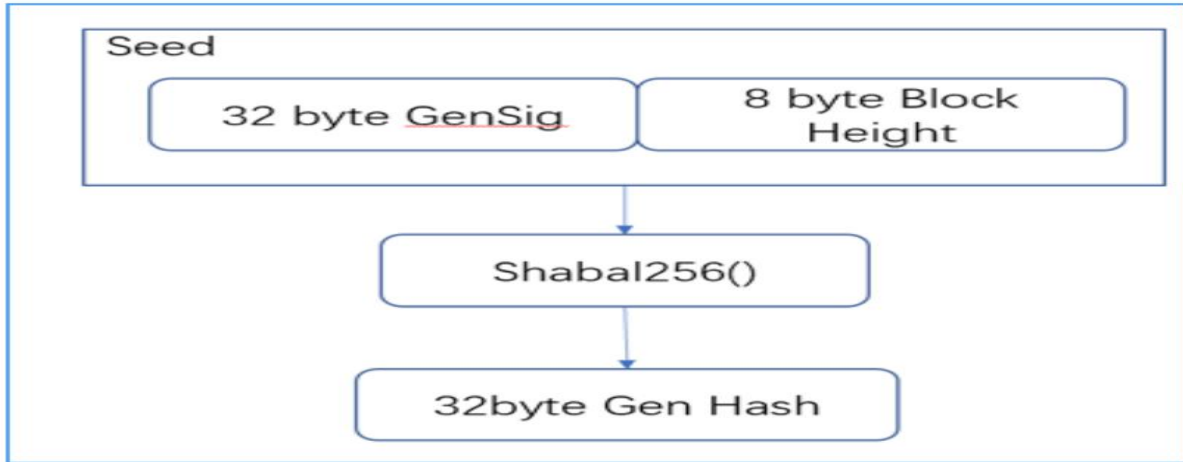 Seed
32 byte GenSig
8 byte Block
Height
Shabal256()
32byte Gen Hash